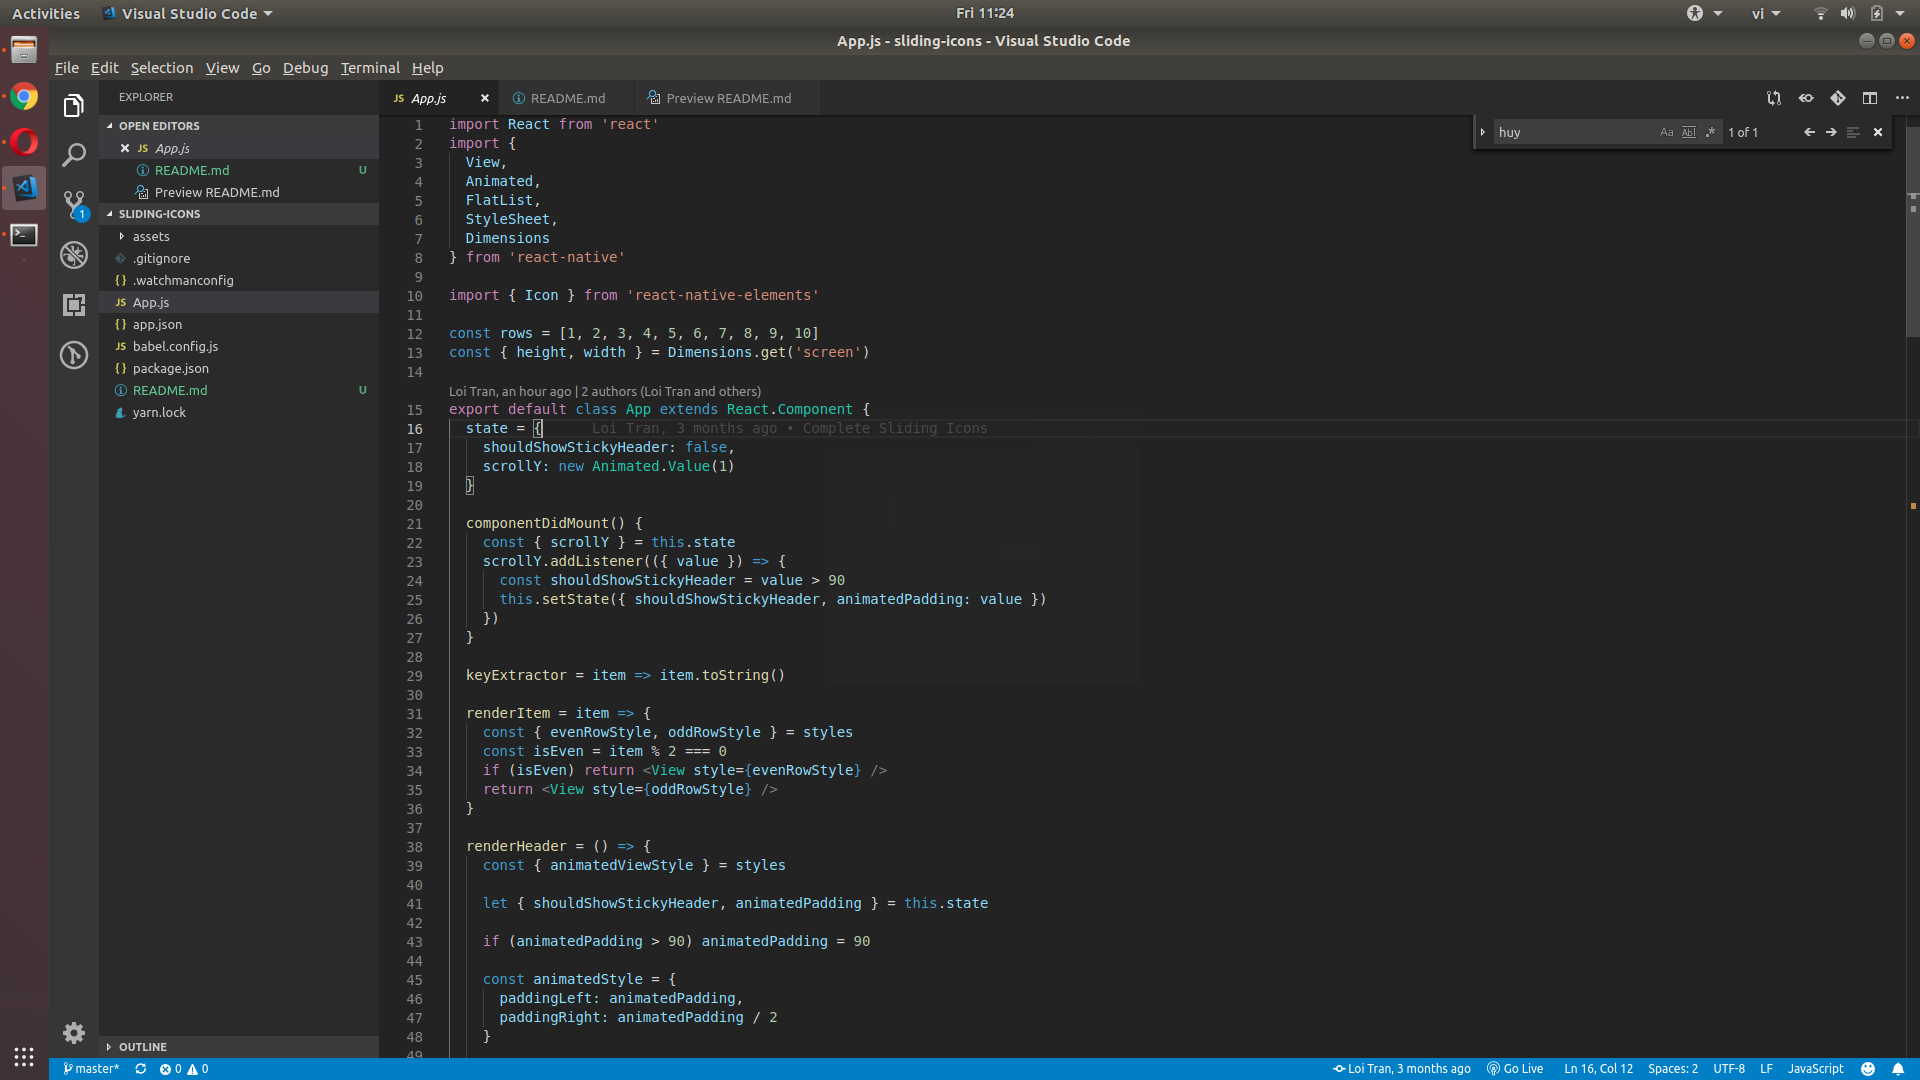 Activities
Visual Studio Code
Fri 11:24
vi
App.js - sliding-icons - Visual Studio Code
File Edit Selection View Go Debug Terminal Help
EXPLORER
OPEN EDITORS
JS App.js
README.md U
Preview README.md
SLIDING-ICONS
assets
.gitignore
{} .watchmanconfig
JS App.js
{} app.json
JS babel.config.js
{} package.json
README.md U
yarn.lock
OUTLINE
1
JS App.js
README.md
Preview README.md
huy Aa Abl .* 1 of 1
1 import React from 'react'
2 import {
3 View,
4 Animated,
5 FlatList,
6 StyleSheet,
7 Dimensions
8 } from 'react-native'
9
10 import { Icon } from 'react-native-elements'
11
12 const rows = [1, 2, 3, 4, 5, 6, 7, 8, 9, 10]
13 const { height, width } = Dimensions.get('screen')
14
Loi Tran, an hour ago | 2 authors (Loi Tran and others)
15 export default class App extends React.Component {
16 state = { Loi Tran, 3 months ago • Complete Sliding Icons
17 shouldShowStickyHeader: false,
18 scrollY: new Animated.Value(1)
19 }
20
21 componentDidMount() {
22 const { scrollY } = this.state
23 scrollY.addListener(({ value }) => {
24 const shouldShowStickyHeader = value > 90
25 this.setState({ shouldShowStickyHeader, animatedPadding: value })
26 })
27 }
28
29 keyExtractor = item => item.toString()
30
31 renderItem = item => {
32 const { evenRowStyle, oddRowStyle } = styles
33 const isEven = item % 2 === 0
34 if (isEven) return <View style={evenRowStyle} />
35 return <View style={oddRowStyle} />
36 }
37
38 renderHeader = () => {
39 const { animatedViewStyle } = styles
40
41 let { shouldShowStickyHeader, animatedPadding } = this.state
42
43 if (animatedPadding > 90) animatedPadding = 90
44
45 const animatedStyle = {
46 paddingLeft: animatedPadding,
47 paddingRight: animatedPadding / 2
48 }
49
master* 0 0
Loi Tran, 3 months ago Go Live Ln 16, Col 12 Spaces: 2 UTF-8 LF JavaScript